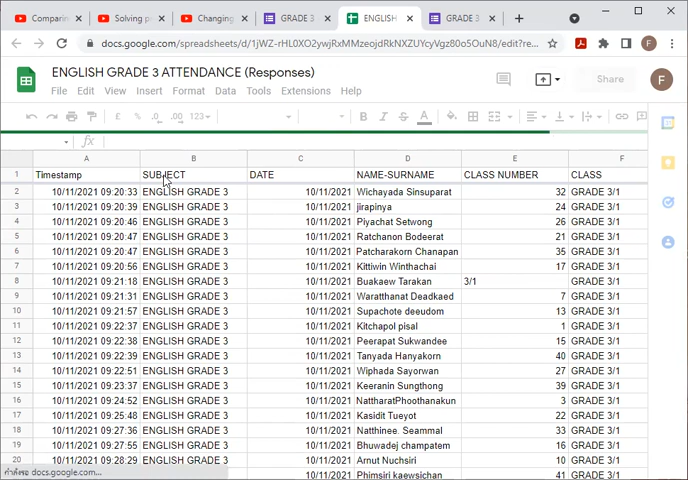 Comparin
Solving pr
Changing
GRADE 3
ENGLISH
GRADE 3
docs.google.com/spreadsheets/d/1jWZ-rHL0XO2ywjRxMMzeojdRkNXZUYcyVgz80o5OuN8/edit?re...
F
ENGLISH GRADE 3 ATTENDANCE (Responses)
File Edit View Insert Format Data Tools Extensions Help
Share
F
£ % .0 .00 123
B I S A
fx
A B C D E F
1 Timestamp SUBJECT DATE NAME-SURNAME CLASS NUMBER CLASS
2 10/11/2021 09:20:33 ENGLISH GRADE 3 10/11/2021 Wichayada Sinsuparat 32 GRADE 3/1
3 10/11/2021 09:20:39 ENGLISH GRADE 3 10/11/2021 jirapinya 24 GRADE 3/1
4 10/11/2021 09:20:46 ENGLISH GRADE 3 10/11/2021 Piyachat Setwong 26 GRADE 3/1
5 10/11/2021 09:20:47 ENGLISH GRADE 3 10/11/2021 Ratchanon Bodeerat 21 GRADE 3/1
6 10/11/2021 09:20:47 ENGLISH GRADE 3 10/11/2021 Patcharakorn Chanapan 35 GRADE 3/1
7 10/11/2021 09:20:56 ENGLISH GRADE 3 10/11/2021 Kittiwin Winthachai 17 GRADE 3/1
8 10/11/2021 09:21:18 ENGLISH GRADE 3 10/11/2021 Buakaew Tarakan 3/1 GRADE 3/1
9 10/11/2021 09:21:31 ENGLISH GRADE 3 10/11/2021 Waratthanat Deadkaed 7 GRADE 3/1
10 10/11/2021 09:21:57 ENGLISH GRADE 3 10/11/2021 Supachote deeudom 13 GRADE 3/1
11 10/11/2021 09:22:37 ENGLISH GRADE 3 10/11/2021 Kitchapol pisal 1 GRADE 3/1
12 10/11/2021 09:22:38 ENGLISH GRADE 3 10/11/2021 Peerapat Sukwandee 15 GRADE 3/1
13 10/11/2021 09:22:39 ENGLISH GRADE 3 10/11/2021 Tanyada Hanyakorn 40 GRADE 3/1
14 10/11/2021 09:22:51 ENGLISH GRADE 3 10/11/2021 Wiphada Sayorwan 27 GRADE 3/1
15 10/11/2021 09:23:37 ENGLISH GRADE 3 10/11/2021 Keeranin Sungthong 39 GRADE 3/1
16 10/11/2021 09:24:52 ENGLISH GRADE 3 10/11/2021 NattharatPhoothanakun 3 GRADE 3/1
17 10/11/2021 09:25:48 ENGLISH GRADE 3 10/11/2021 Kasidit Tueyot 22 GRADE 3/1
18 10/11/2021 09:27:36 ENGLISH GRADE 3 10/11/2021 Natthinee. Seammal 33 GRADE 3/1
19 10/11/2021 09:27:55 ENGLISH GRADE 3 10/11/2021 Bhuwadej champatem 16 GRADE 3/1
20 10/11/2021 09:28:29 ENGLISH GRADE 3 10/11/2021 Arnut Nuchsiri 10 GRADE 3/1
10/11/2021 Phimsiri kaewsichan 41 GRADE 3/1
กำลังรอ docs.google.com...